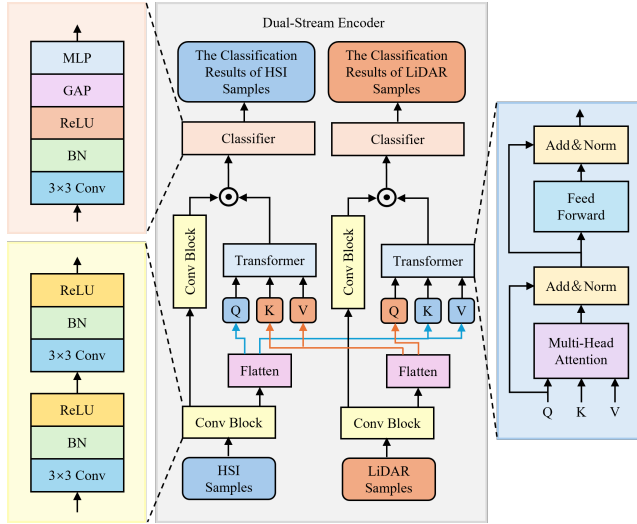 Dual-Stream Encoder
MLP
GAP
ReLU
BN
3×3 Conv
ReLU
BN
3×3 Conv
ReLU
BN
3×3 Conv
The Classification
Results of HSI
Samples
The Classification
Results of LiDAR
Samples
Classifier
Classifier
Conv Block
Transformer
Conv Block
Transformer
Q
K
V
Q
K
V
Flatten
Flatten
Conv Block
Conv Block
HSI
Samples
LiDAR
Samples
Add&Norm
Feed
Forward
Add&Norm
Multi-Head
Attention
Q
K
V